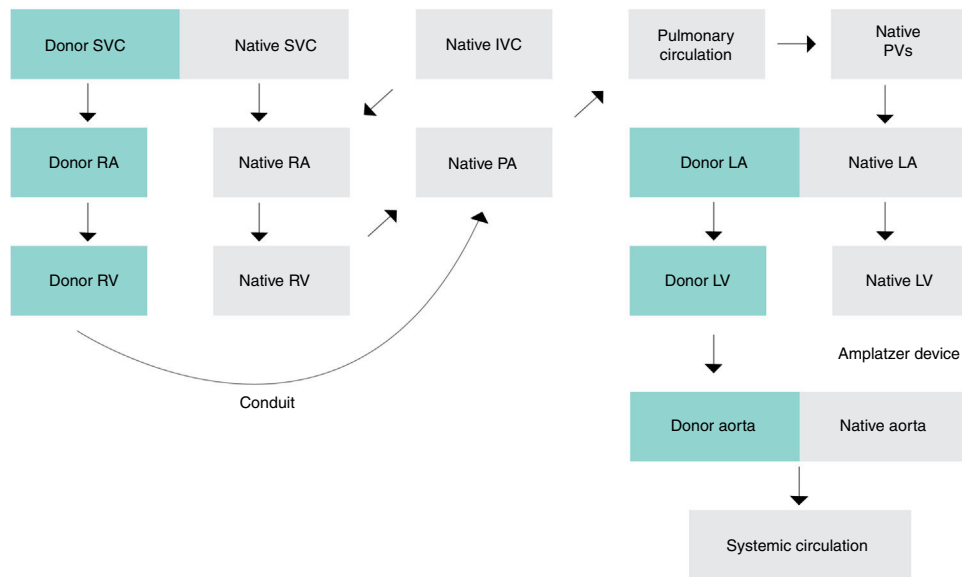 Donor SVC
Native SVC
Native IVC
Pulmonary
circulation
Native
PVs
Donor RA
Native RA
Native PA
Donor LA
Native LA
Donor RV
Native RV
Donor LV
Native LV
Amplatzer device
Conduit
Donor aorta
Native aorta
Systemic circulation